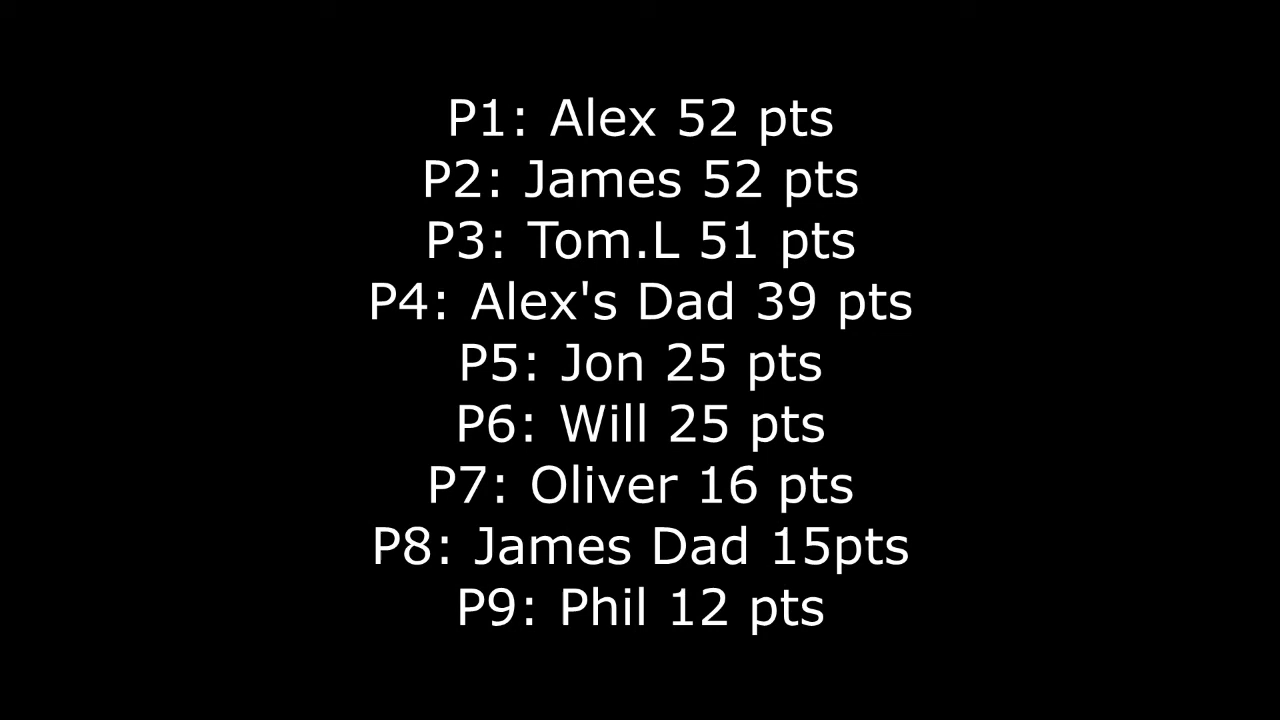 P1: Alex 52 pts
P2: James 52 pts
P3: Tom.L 51 pts
P4: Alex's Dad 39 pts
P5: Jon 25 pts
P6: Will 25 pts
P7: Oliver 16 pts
P8: James Dad 15pts
P9: Phil 12 pts